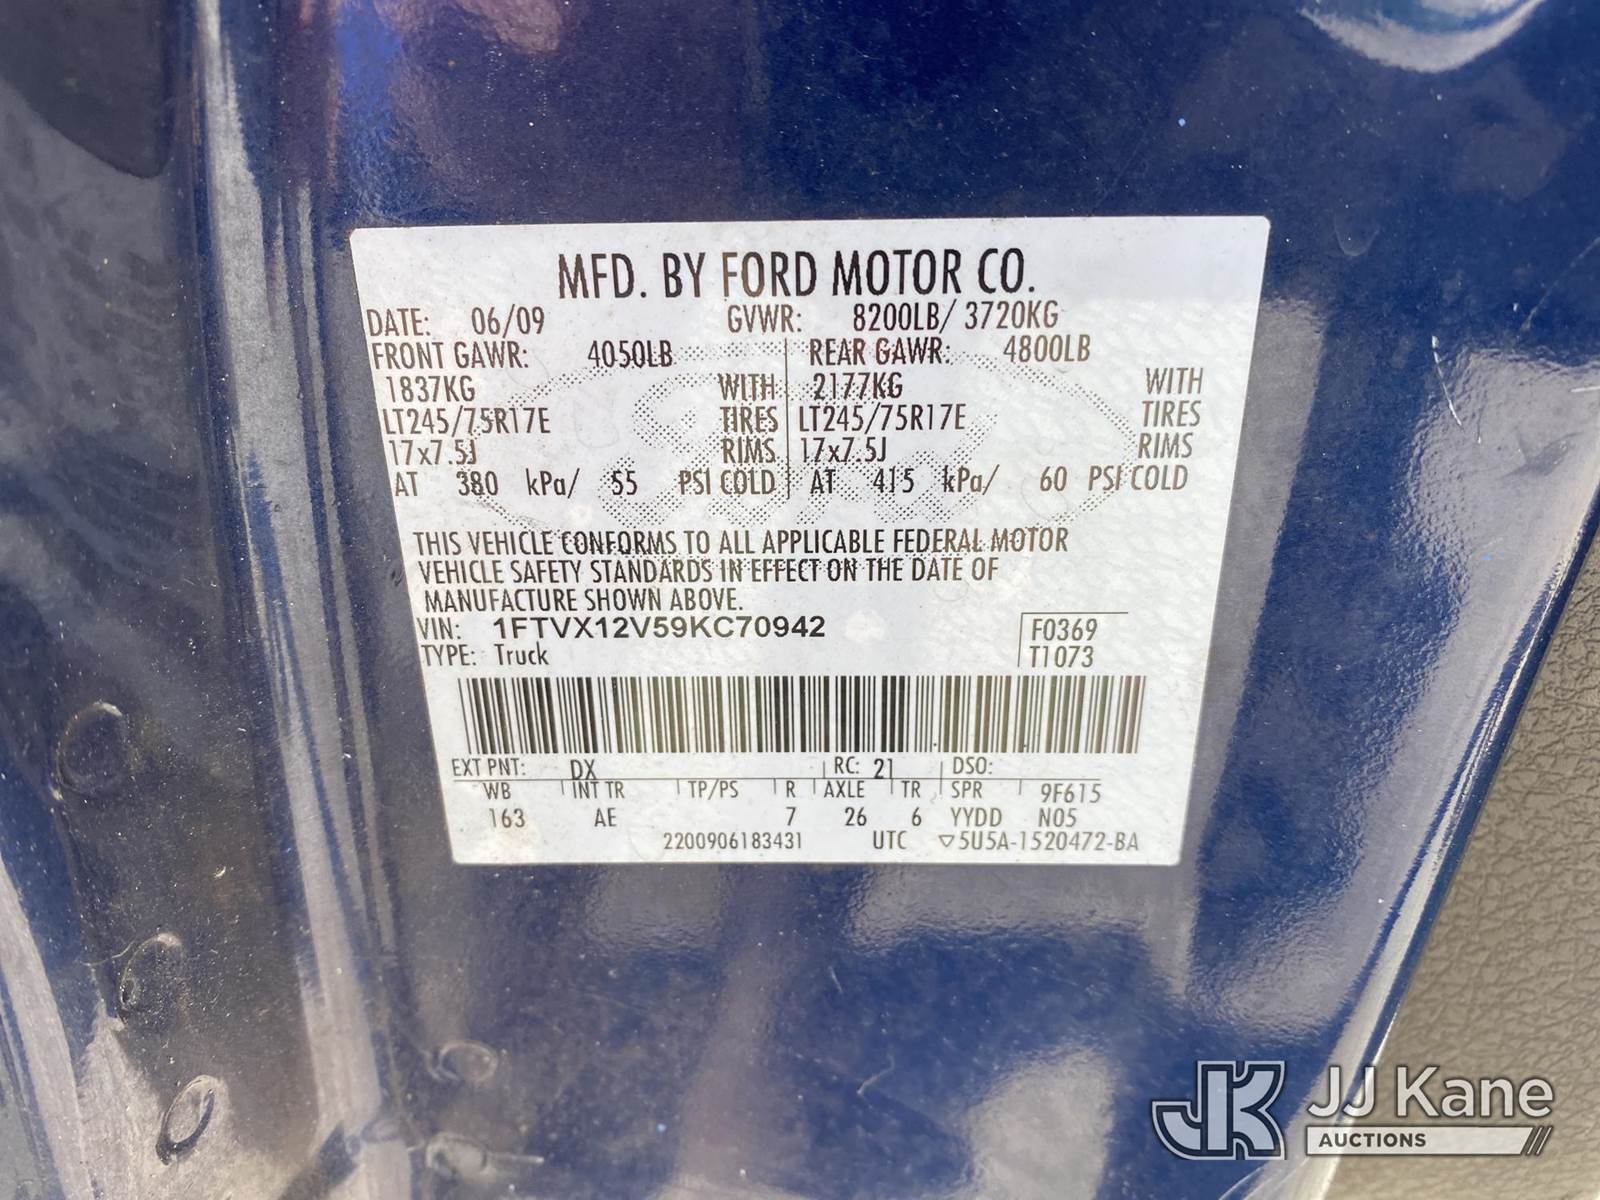 MFD. BY FORD MOTOR CO.
DATE: 06/09 GVWR: 8200LB/ 3720KG
FRONT GAWR: 4050LB REAR GAWR: 4800LB
1837KG WITH 2177KG WITH
LT245/75R17E TIRES LT245/75R17E TIRES
17x7.5J RIMS 17x7.5J RIMS
AT 380 kPa/ 55 PSI COLD AT 415 kPa/ 60 PSI COLD
THIS VEHICLE CONFORMS TO ALL APPLICABLE FEDERAL MOTOR
VEHICLE SAFETY STANDARDS IN EFFECT ON THE DATE OF
MANUFACTURE SHOWN ABOVE.
VIN: 1FTVX12V59KC70942 F0369
TYPE: Truck T1073
EXT PNT: DX RC: 21 DSO:
WB INT TR TP/PS R AXLE TR SPR 9F615
163 AE 7 26 6 YYDD N05
2200906183431 UTC ▽5U5A-1520472-BA
JK JJ Kane
AUCTIONS